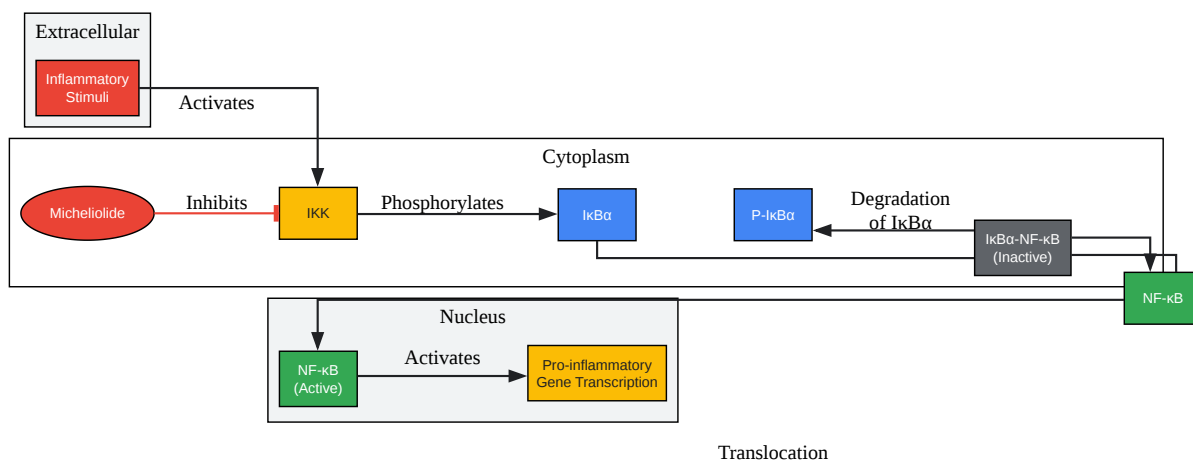 Extracellular
Inflammatory
Stimuli
Activates
Cytoplasm
Micheliolide
Inhibits
IKK
Phosphorylates
IκBα
P-IκBα
Degradation
of IκBα
IκBα-NF-κB
(Inactive)
NF-κB
Nucleus
NF-κB
(Active)
Activates
Pro-inflammatory
Gene Transcription
Translocation